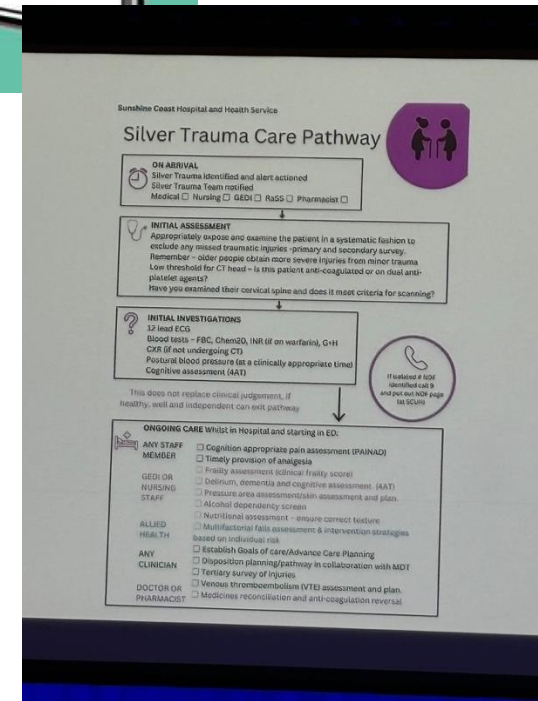 Sunshine Coast Hospital and Health Service
Silver Trauma Care Pathway
ON ARRIVAL
Silver Trauma identified and alert actioned
Silver Trauma Team notified
Medical ☐ Nursing ☐ GEDI ☐ RaSS ☐ Pharmacist ☐
INITIAL ASSESSMENT
Appropriately expose and examine the patient in a systematic fashion to
exclude any missed traumatic injuries -primary and secondary survey.
Remember - older people obtain more severe injuries from minor trauma
Low threshold for CT head – is this patient anti-coagulated or on dual anti-
platelet agents?
Have you examined their cervical spine and does it meet criteria for scanning?
INITIAL INVESTIGATIONS
12 lead ECG
Blood tests – FBC, Chem20, INR (if on warfarin), G+H
CXR (if not undergoing CT)
Postural blood pressure (at a clinically appropriate time)
Cognitive assessment (4AT)
If isolated # NOF
identified call 9
and put out NOF page
(at SCUH)
This does not replace clinical judgement, if
healthy, well and independent can exit pathway
ONGOING CARE Whilst in Hospital and starting in ED:
ANY STAFF
MEMBER
☐ Cognition appropriate pain assessment (PAINAD)
☐ Timely provision of analgesia
GEDI OR
NURSING
STAFF
☐ Frailty assessment (clinical frailty score)
☐ Delirium, dementia and cognitive assessment (4AT)
☐ Pressure area assessment/skin assessment and plan.
☐ Alcohol dependency screen
☐ Nutritional assessment – ensure correct texture
ALLIED
HEALTH
☐ Multifactorial falls assessment & intervention strategies
based on individual risk
ANY
CLINICIAN
☐ Establish Goals of care/Advance Care Planning
☐ Disposition planning/pathway in collaboration with MDT
☐ Tertiary survey of injuries
DOCTOR OR
PHARMACIST
☐ Venous thromboembolism (VTE) assessment and plan.
☐ Medicines reconciliation and anti-coagulation reversal